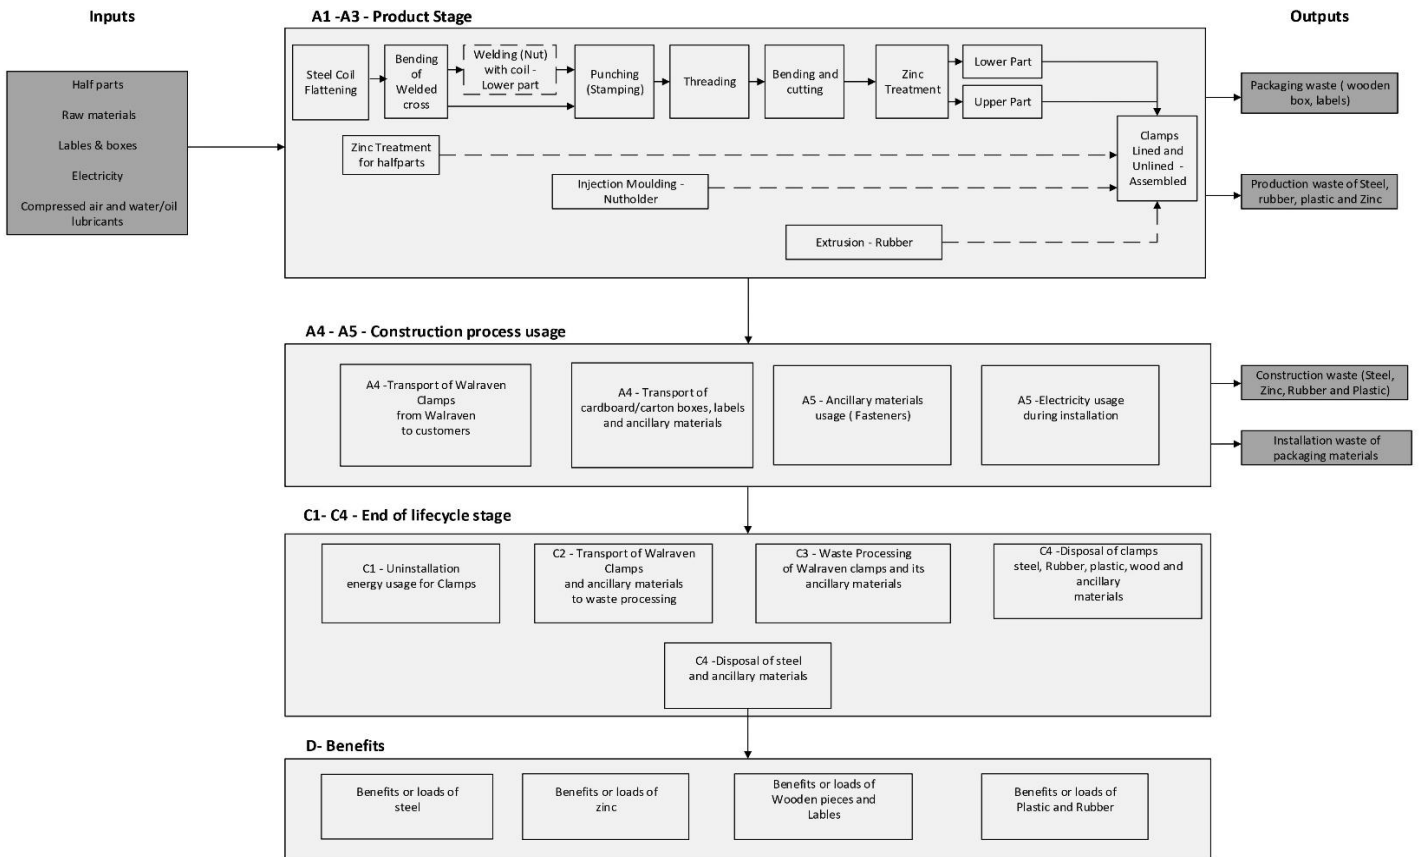 Inputs
A1 -A3 - Product Stage
Outputs
Half parts
Raw materials
Lables & boxes
Electricity
Compressed air and water/oil
lubricants
Steel Coil
Flattening
Bending
of
Welded
cross
Welding (Nut)
with coil -
Lower part
Punching
(Stamping)
Threading
Bending and
cutting
Zinc
Treatment
Lower Part
Upper Part
Zinc Treatment
for halfparts
Injection Moulding -
Nutholder
Extrusion - Rubber
Clamps
Lined and
Unlined -
Assembled
Packaging waste ( wooden
box, labels)
Production waste of Steel,
rubber, plastic and Zinc
A4 - A5 - Construction process usage
A4 -Transport of Walraven
Clamps
from Walraven
to customers
A4 - Transport of
cardboard/carton boxes, labels
and ancillary materials
A5 - Ancillary materials
usage ( Fasteners)
A5 -Electricity usage
during installation
Construction waste (Steel,
Zinc, Rubber and Plastic)
Installation waste of
packaging materials
C1- C4 - End of lifecycle stage
C1 - Uninstallation
energy usage for Clamps
C2 - Transport of Walraven
Clamps
and ancillary materials
to waste processing
C3 - Waste Processing
of Walraven clamps and its
ancillary materials
C4 -Disposal of clamps
steel, Rubber, plastic, wood and
ancillary
materials
C4 -Disposal of steel
and ancillary materials
D- Benefits
Benefits or loads of
steel
Benefits or loads of
zinc
Benefits or loads of
Wooden pieces and
Lables
Benefits or loads of
Plastic and Rubber